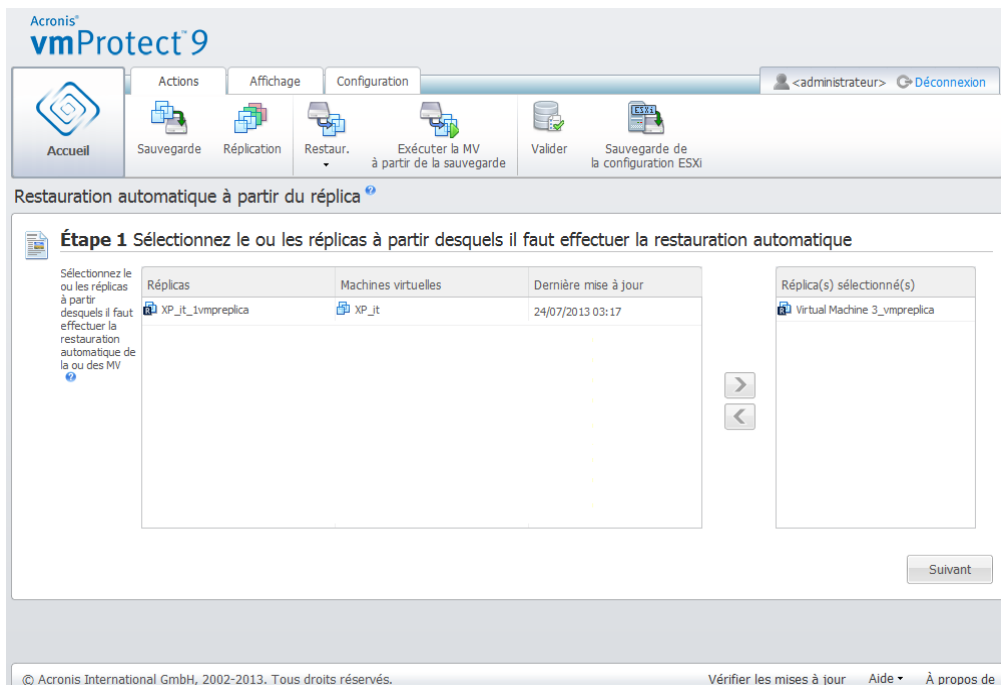 Acronis®
vmProtect™9
Actions
Affichage
Configuration
<administrateur>
Déconnexion
Accueil
Sauvegarde
Réplication
Restaur.
Exécuter la MV
à partir de la sauvegarde
Valider
ESXi
Sauvegarde de
la configuration ESXi
Restauration automatique à partir du réplica
Étape 1 Sélectionnez le ou les réplicas à partir desquels il faut effectuer la restauration automatique
Sélectionnez le
ou les réplicas
à partir
desquels il faut
effectuer la
restauration
automatique de
la ou des MV
Réplicas
Machines virtuelles
Dernière mise à jour
XP_it_1vmpreplica
XP_it
24/07/2013 03:17
Réplica(s) sélectionné(s)
Virtual Machine 3_vmpreplica
Suivant
© Acronis International GmbH, 2002-2013. Tous droits réservés.
Vérifier les mises à jour
Aide
À propos de